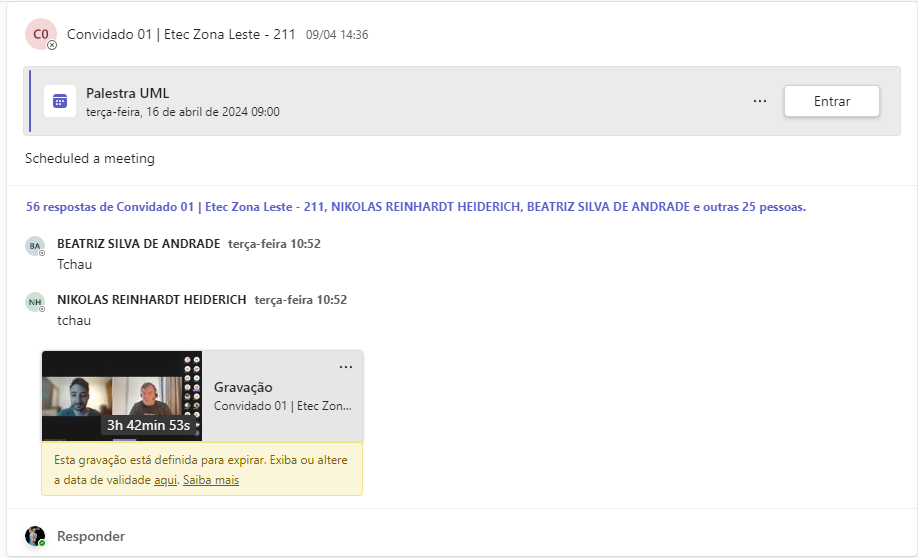 C0
Convidado 01 | Etec Zona Leste - 211 09/04 14:36
Palestra UML
terça-feira, 16 de abril de 2024 09:00
...
Entrar
Scheduled a meeting
56 respostas de Convidado 01 | Etec Zona Leste - 211, NIKOLAS REINHARDT HEIDERICH, BEATRIZ SILVA DE ANDRADE e outras 25 pessoas.
BA
BEATRIZ SILVA DE ANDRADE terça-feira 10:52
Tchau
NH
NIKOLAS REINHARDT HEIDERICH terça-feira 10:52
tchau
...
Gravação
Convidado 01 | Etec Zon...
3h 42min 53s
Esta gravação está definida para expirar. Exiba ou altere
a data de validade aqui. Saiba mais
Responder